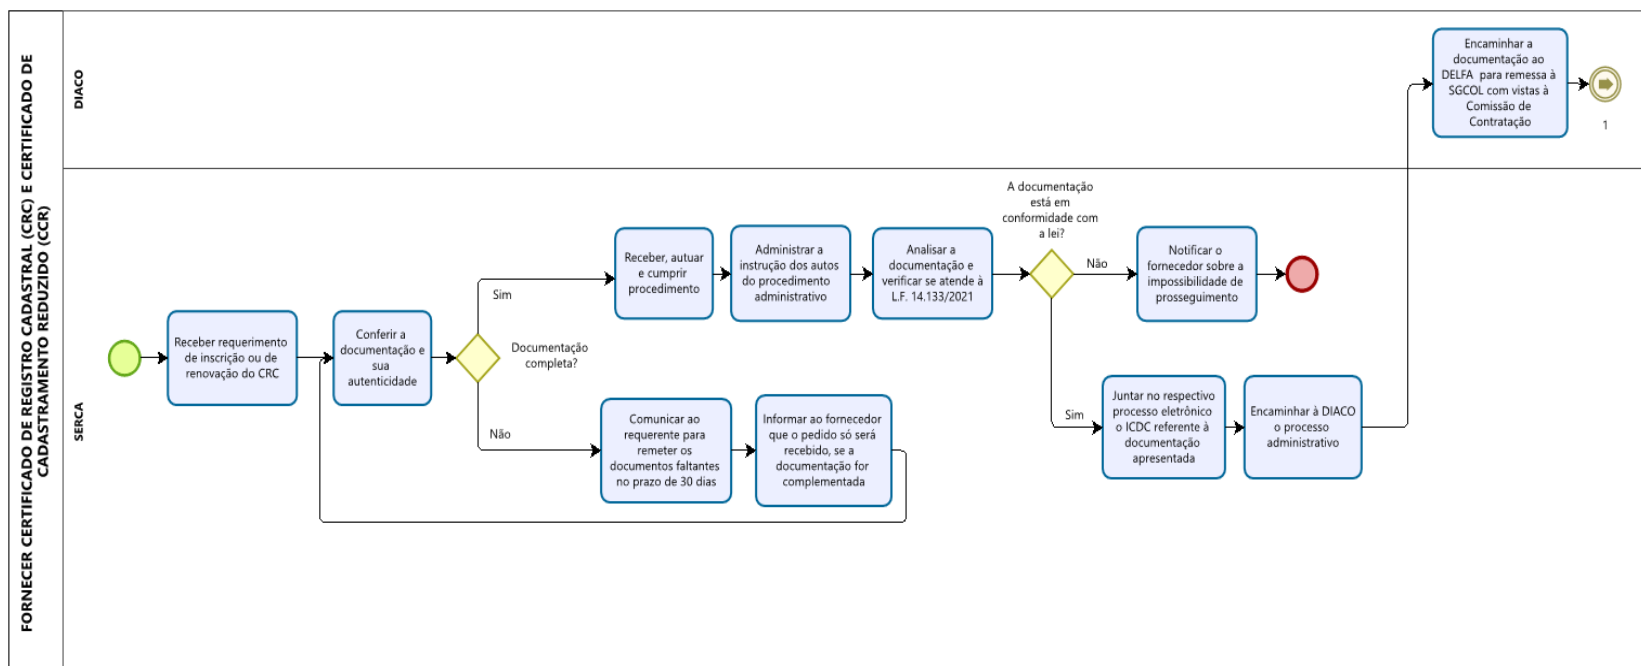 FORNECER CERTIFICADO DE REGISTRO CADASTRAL (CRC) E CERTIFICADO DE
CADASTRAMENTO REDUZIDO (CCR)
DIACO
Encaminhar a
documentação ao
DELFA para remessa à
SGCOL com vistas à
Comissão de
Contratação
1
SERCA
Receber requerimento
de inscrição ou de
renovação do CRC
Conferir a
documentação e
sua
autenticidade
Documentação
completa?
Sim
Receber, autuar
e cumprir
procedimento
Administrar a
instrução dos autos
do procedimento
administrativo
Analisar a
documentação e
verificar se atende à
L.F. 14.133/2021
A documentação
está em
conformidade com
a lei?
Não
Notificar o
fornecedor sobre a
impossibilidade de
prosseguimento
Não
Comunicar ao
requerente para
remeter os
documentos faltantes
no prazo de 30 dias
Informar ao fornecedor
que o pedido só será
recebido, se a
documentação for
complementada
Sim
Juntar no respectivo
processo eletrônico
o ICDC referente à
documentação
apresentada
Encaminhar à DIACO
o processo
administrativo